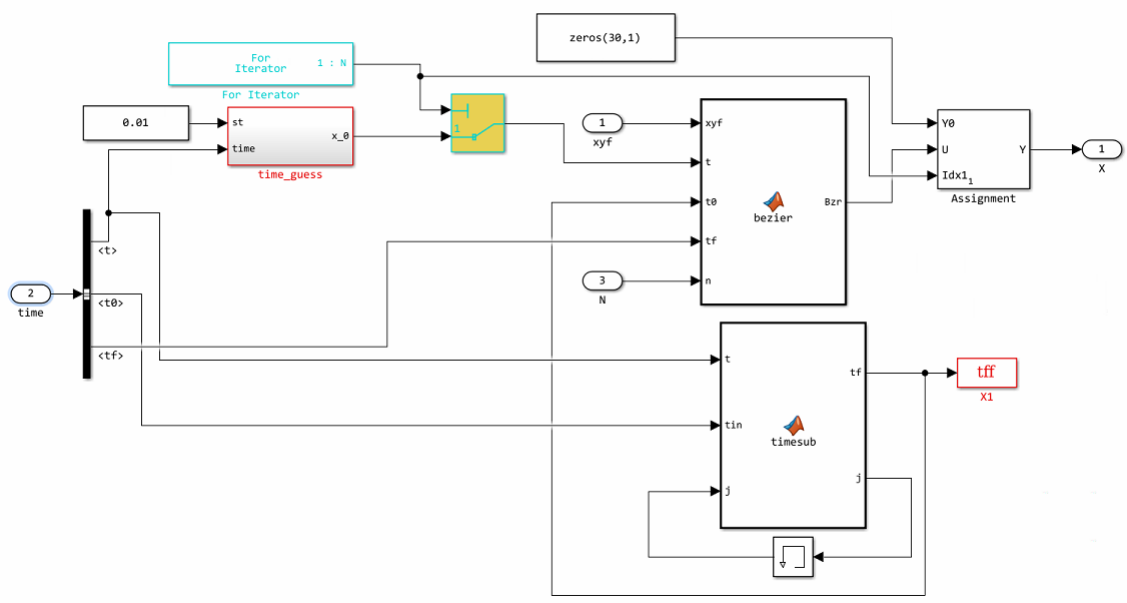 zeros(30,1)
For
Iterator
1 : N
For Iterator
0.01
st
time
x_0
time_guess
1
1
xyf
xyf
t
t0
tf
n
Bzr
bezier
Y0
U
Idx1
1
Y
Assignment
1
X
<t>
2
time
<t0>
<tf>
3
N
t
tin
j
tf
j
timesub
tff
X1